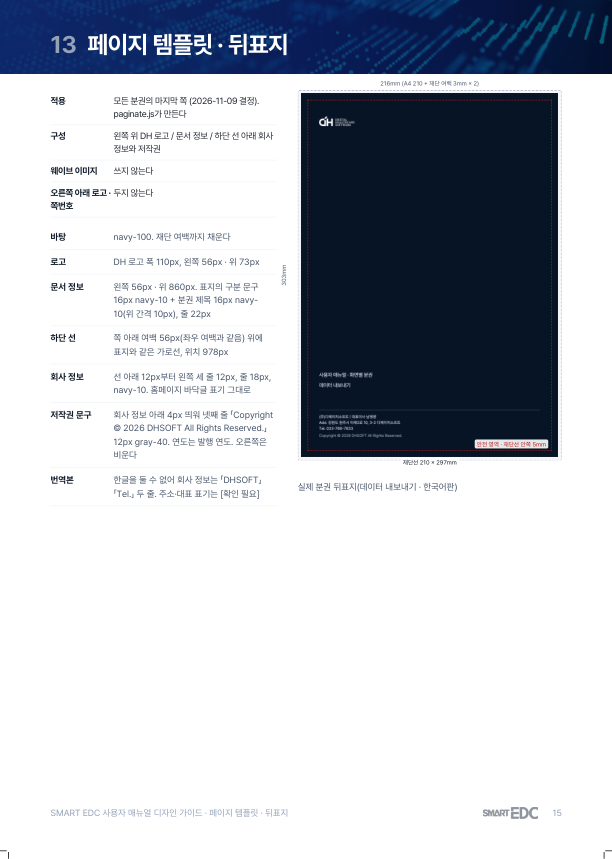 13 페이지 템플릿 · 뒤표지
적용
모든 분권의 마지막 쪽 (2026-11-09 결정).
paginate.js가 만든다
구성
왼쪽 위 DH 로고 / 문서 정보 / 하단 선 아래 회사
정보와 저작권
웨이브 이미지
쓰지 않는다
오른쪽 아래 로고 ·
쪽번호
두지 않는다
바탕
navy-100. 재단 여백까지 채운다
로고
DH 로고 폭 110px, 왼쪽 56px · 위 73px
문서 정보
왼쪽 56px · 위 860px. 표지의 구분 문구
16px navy-10 + 분권 제목 16px navy-
10(위 간격 10px), 줄 22px
하단 선
쪽 아래 여백 56px(좌우 여백과 같음) 위에
표지와 같은 가로선, 위치 978px
회사 정보
선 아래 12px부터 왼쪽 세 줄 12px, 줄 18px,
navy-10. 홈페이지 바닥글 표기 그대로
저작권 문구
회사 정보 아래 4px 띄워 넷째 줄 「Copyright
© 2026 DHSOFT All Rights Reserved.」
12px gray-40. 연도는 발행 연도. 오른쪽은
비운다
번역본
한글을 둘 수 없어 회사 정보는 「DHSOFT」
「Tel.」 두 줄. 주소·대표 표기는 [확인 필요]
216mm (A4 210 + 재단 여백 3mm × 2)
303mm
DH
사용자 매뉴얼 · 화면별 분권
데이터 내보내기
Copyright © 2026 DHSOFT All Rights Reserved.
안전 영역 · 재단선 안쪽 5mm
재단선 210 × 297mm
실제 분권 뒤표지(데이터 내보내기 · 한국어판)
SMART EDC 사용자 매뉴얼 디자인 가이드 · 페이지 템플릿 · 뒤표지
SMART EDC
15